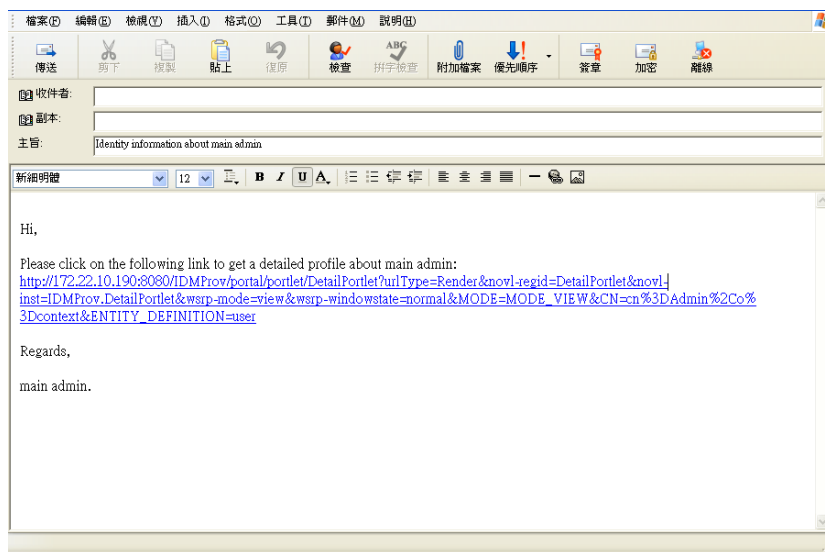 檔案(F) 編輯(E) 檢視(V) 插入(I) 格式(O) 工具(T) 郵件(M) 說明(H)
傳送 剪下 複製 貼上 復原 檢查 ABC 拼字檢查 附加檔案 優先順序 簽章 加密 離線
收件者:
副本:
主旨: Identity information about main admin
新細明體 12 B I U A
Hi,
Please click on the following link to get a detailed profile about main admin:
http://172.22.10.190:8080/IDMProv/portal/portlet/DetailPortlet?urlType=Render&novl-regid=DetailPortlet&novl-
inst=IDMProv.DetailPortlet&wsrp-mode=view&wsrp-windowstate=normal&MODE=MODE_VIEW&CN=cn%3DAdmin%2Co%
3Dcontext&ENTITY_DEFINITION=user
Regards,
main admin.